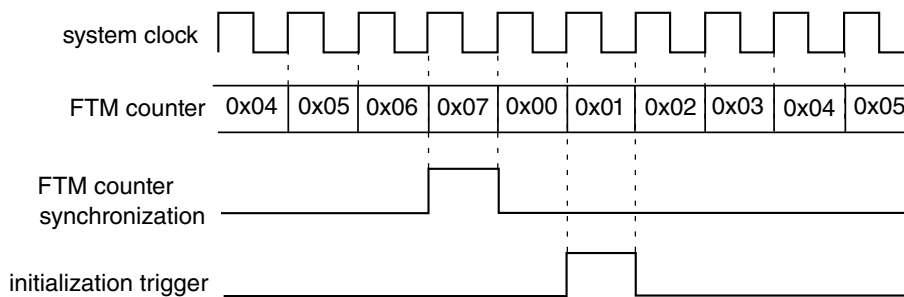 system clock
FTM counter 0x04 0x05 0x06 0x07 0x00 0x01 0x02 0x03 0x04 0x05
FTM counter
synchronization
initialization trigger